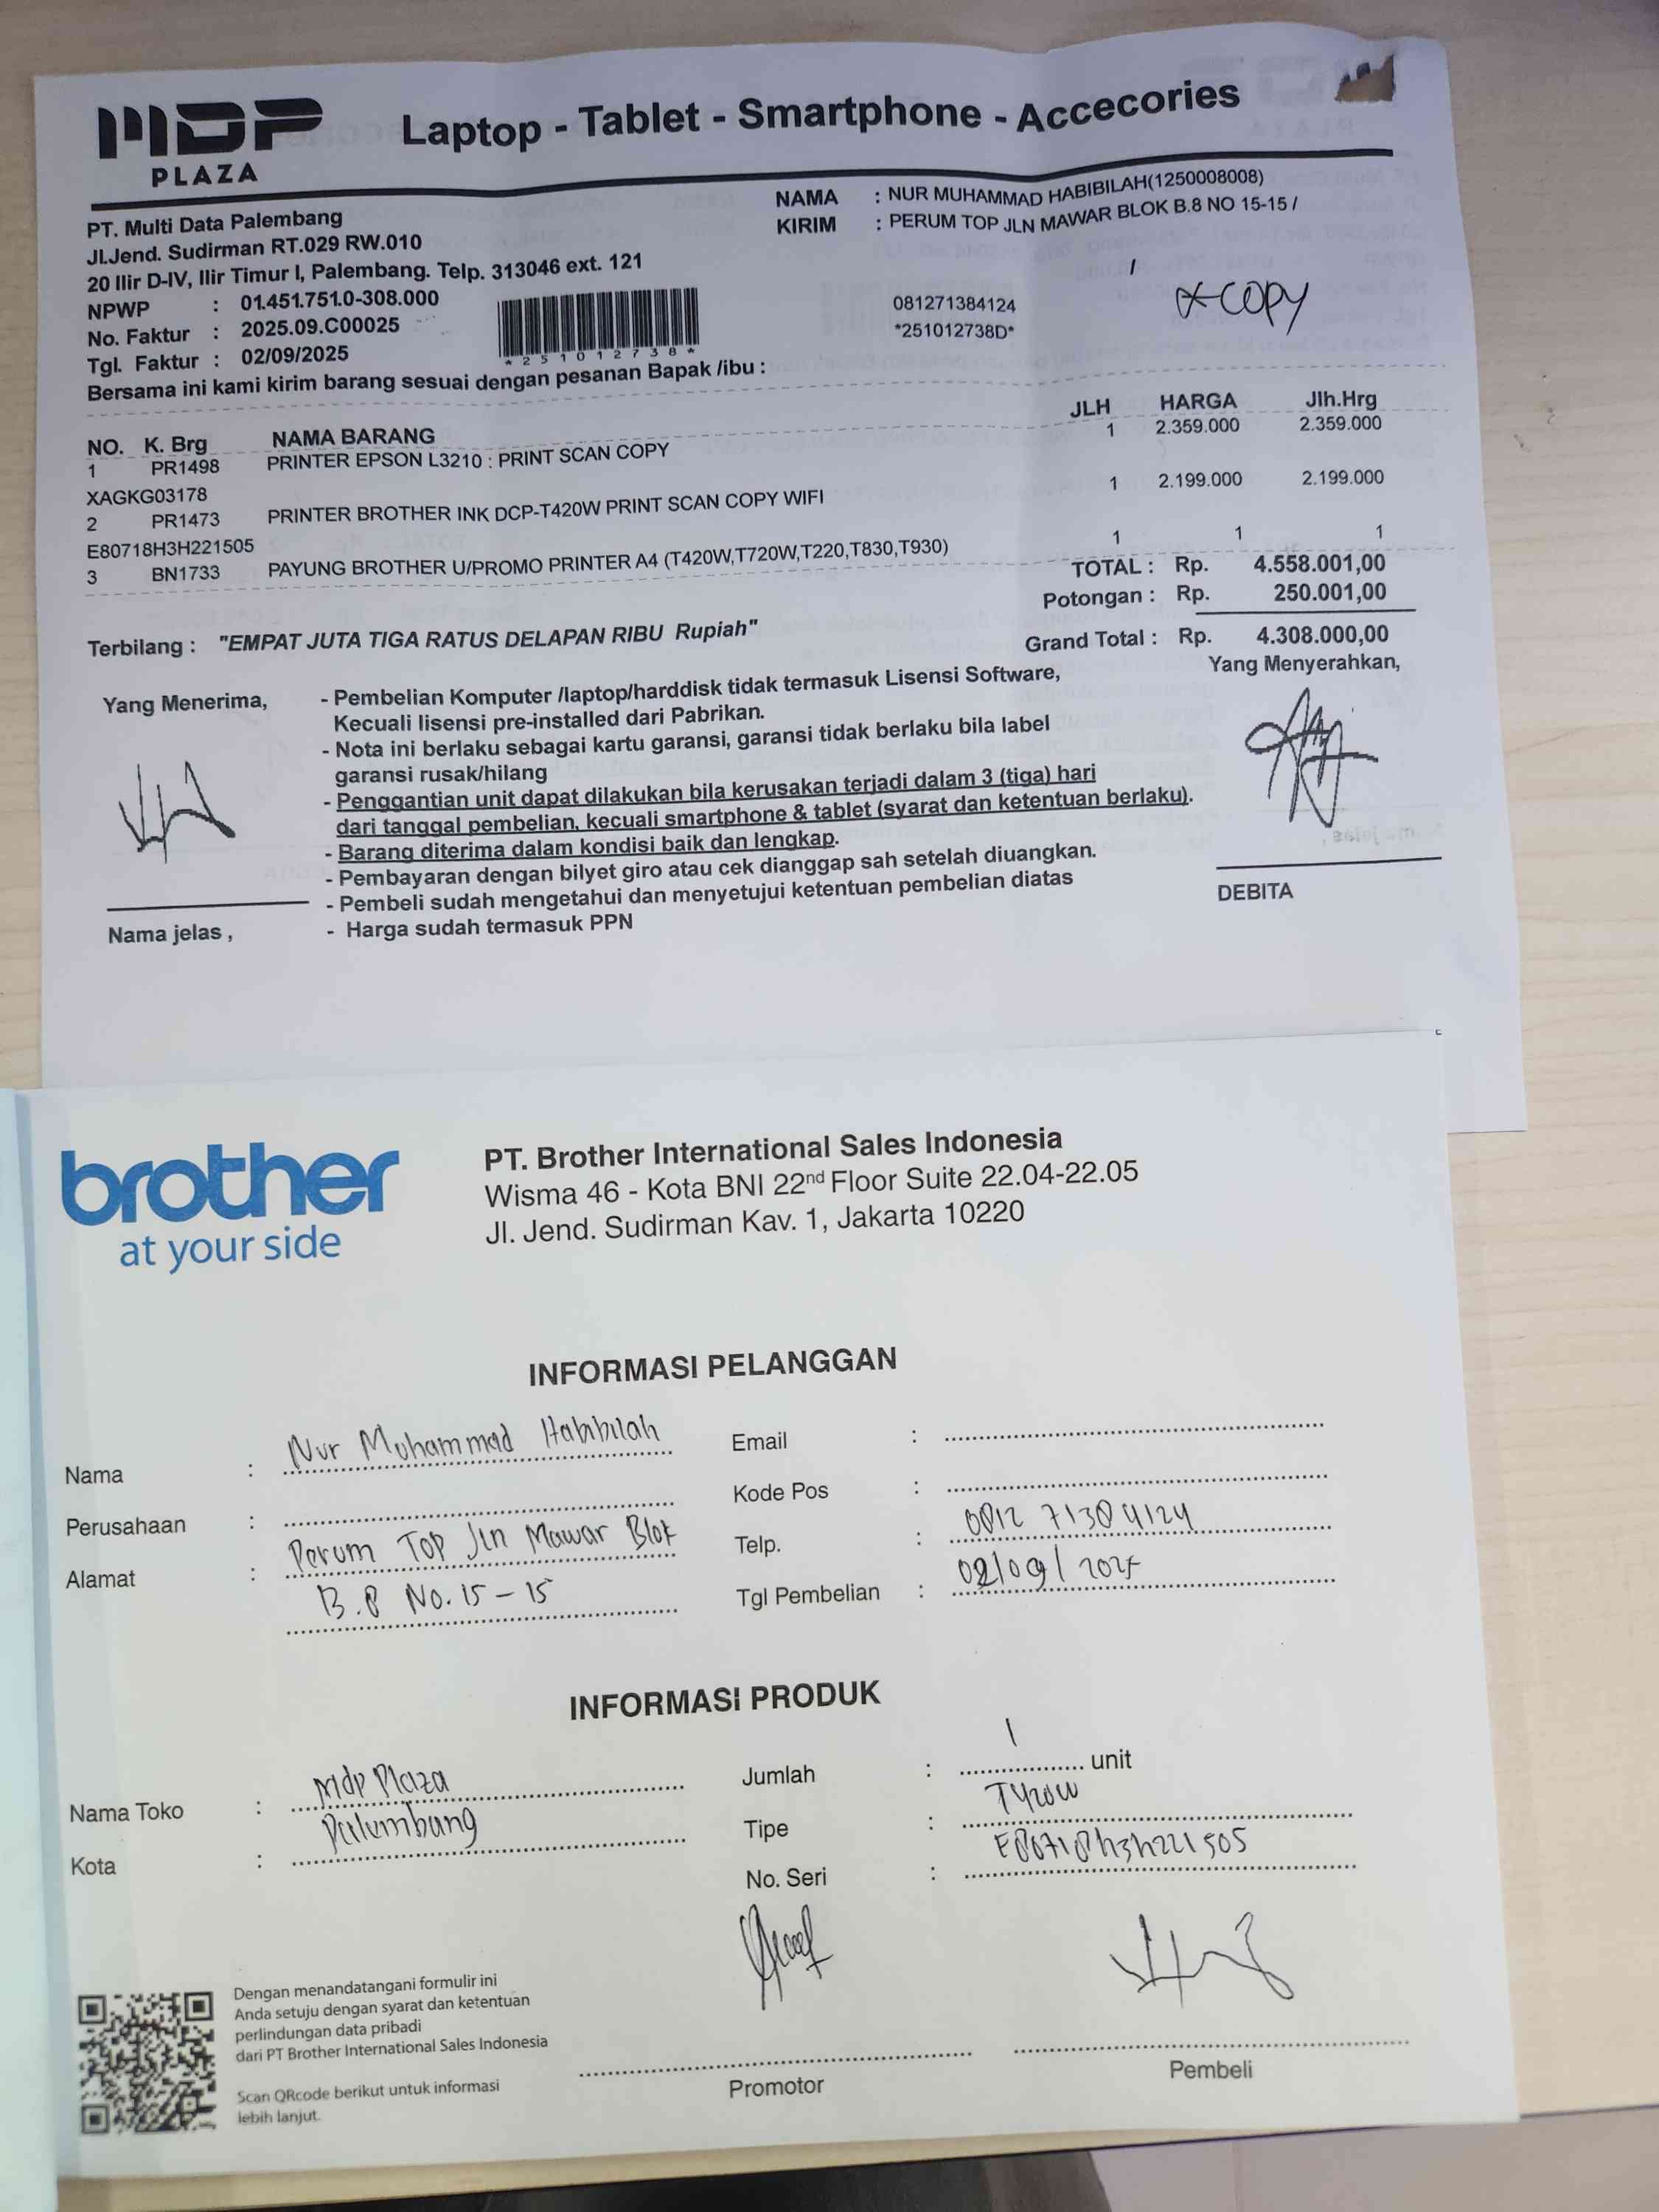 MDP
PLAZA
Laptop - Tablet - Smartphone - Accecories
PT. Multi Data Palembang
Jl.Jend. Sudirman RT.029 RW.010
20 Ilir D-IV, Ilir Timur I, Palembang. Telp. 313046 ext. 121
NPWP : 01.451.751.0-308.000
No. Faktur : 2025.09.C00025
Tgl. Faktur : 02/09/2025
*251012738*
NAMA : NUR MUHAMMAD HABIBILAH(1250008008)
KIRIM : PERUM TOP JLN MAWAR BLOK B.8 NO 15-15 /
/
081271384124
*251012738D*
COPY
Bersama ini kami kirim barang sesuai dengan pesanan Bapak /ibu :
NO. K. Brg NAMA BARANG JLH HARGA Jlh.Hrg
1 PR1498 PRINTER EPSON L3210 : PRINT SCAN COPY 1 2.359.000 2.359.000
XAGKG03178
2 PR1473 PRINTER BROTHER INK DCP-T420W PRINT SCAN COPY WIFI 1 2.199.000 2.199.000
E80718H3H221505
3 BN1733 PAYUNG BROTHER U/PROMO PRINTER A4 (T420W,T720W,T220,T830,T930) 1 1 1
TOTAL : Rp. 4.558.001,00
Potongan : Rp. 250.001,00
Terbilang : "EMPAT JUTA TIGA RATUS DELAPAN RIBU Rupiah"
Grand Total : Rp. 4.308.000,00
Yang Menerima,
- Pembelian Komputer /laptop/harddisk tidak termasuk Lisensi Software,
Kecuali lisensi pre-installed dari Pabrikan.
- Nota ini berlaku sebagai kartu garansi, garansi tidak berlaku bila label
garansi rusak/hilang
- Penggantian unit dapat dilakukan bila kerusakan terjadi dalam 3 (tiga) hari
dari tanggal pembelian, kecuali smartphone & tablet (syarat dan ketentuan berlaku).
- Barang diterima dalam kondisi baik dan lengkap.
- Pembayaran dengan bilyet giro atau cek dianggap sah setelah diuangkan.
- Pembeli sudah mengetahui dan menyetujui ketentuan pembelian diatas
- Harga sudah termasuk PPN
Nama jelas ,
Yang Menyerahkan,
DEBITA
brother
at your side
PT. Brother International Sales Indonesia
Wisma 46 - Kota BNI 22nd Floor Suite 22.04-22.05
Jl. Jend. Sudirman Kav. 1, Jakarta 10220
INFORMASI PELANGGAN
Nama : Nur Muhammad Habibilah
Perusahaan :
Alamat : Perum Top Jln Mawar Blok
B.8 No. 15 - 15
Email :
Kode Pos :
Telp. : 0812 71384124
Tgl Pembelian : 02/09/2025
INFORMASI PRODUK
Nama Toko : Mdp Plaza
Kota : Palembang
Jumlah : 1 unit
Tipe : T420W
No. Seri : E80718h3h221505
Dengan menandatangani formulir ini
Anda setuju dengan syarat dan ketentuan
perlindungan data pribadi
dari PT Brother International Sales Indonesia
Scan QRcode berikut untuk informasi
lebih lanjut.
Promotor
Pembeli